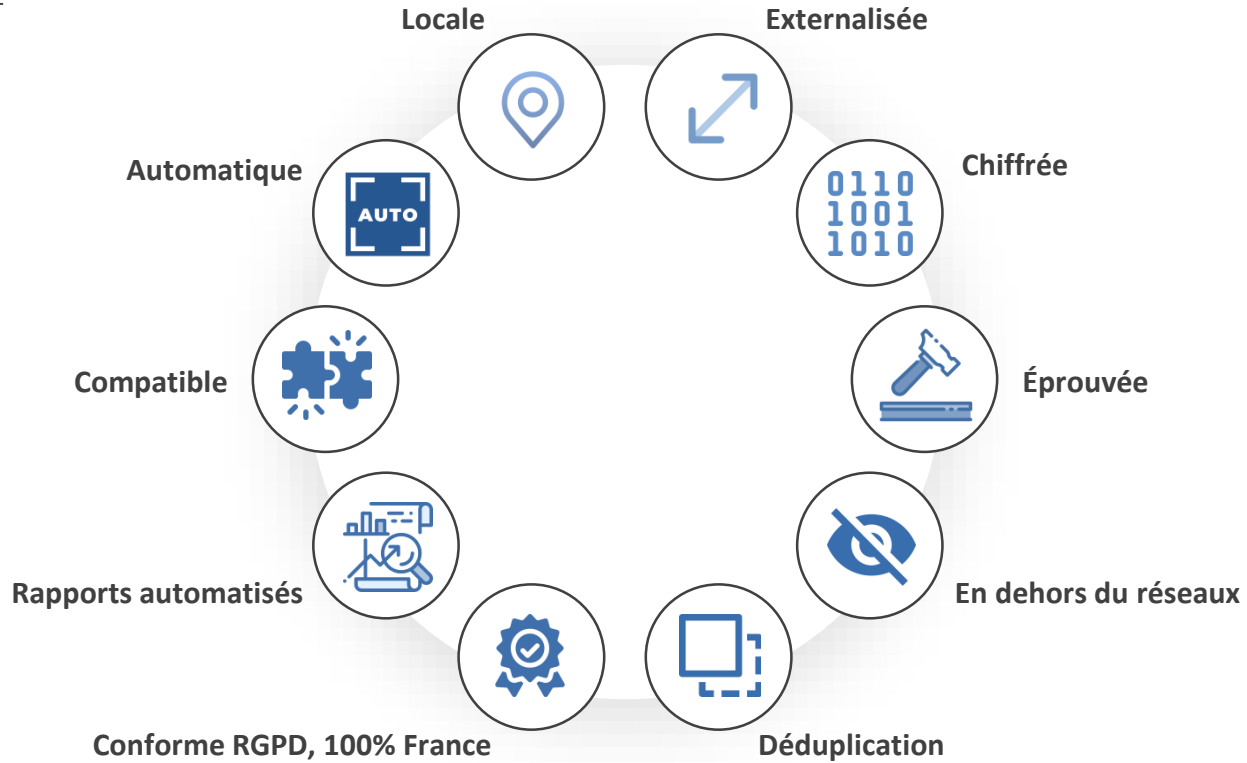 Locale
Externalisée
Automatique
AUTO
0110
1001
1010
Chiffrée
Compatible
Éprouvée
Rapports automatisés
En dehors du réseaux
Conforme RGPD, 100% France
Déduplication